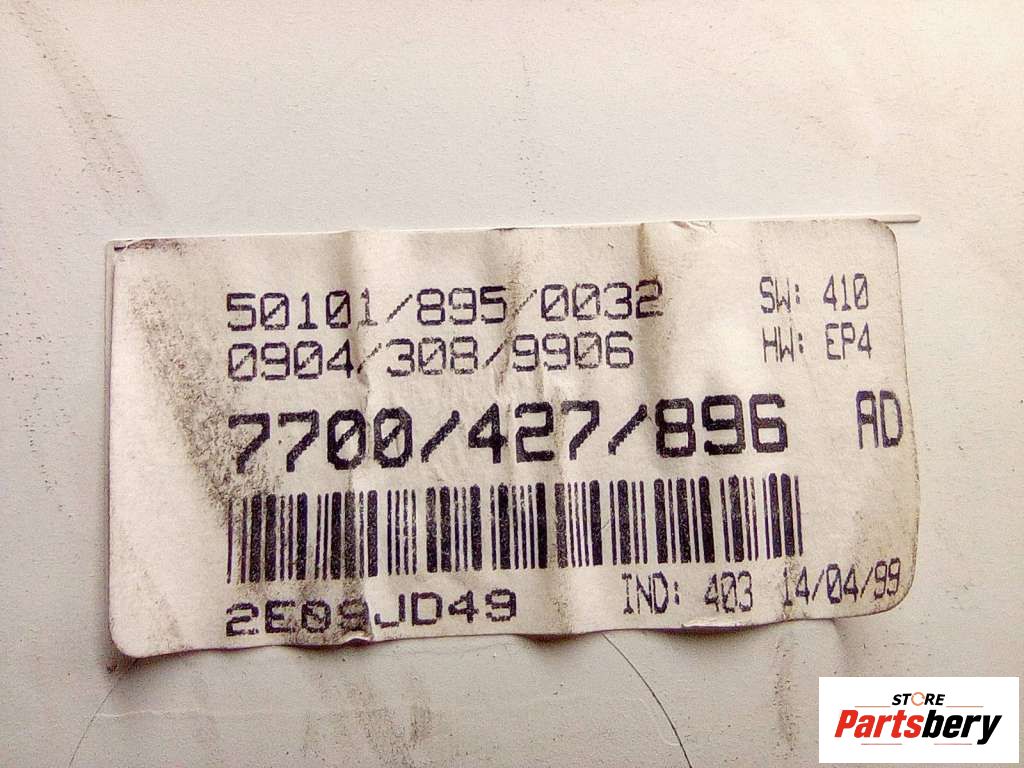 50101/895/0032 SW: 410
0904/308/9906 HW: EP4
7700/427/896 AD
2E09JD49 IND: 403 14/04/99
STORE
Partsbery